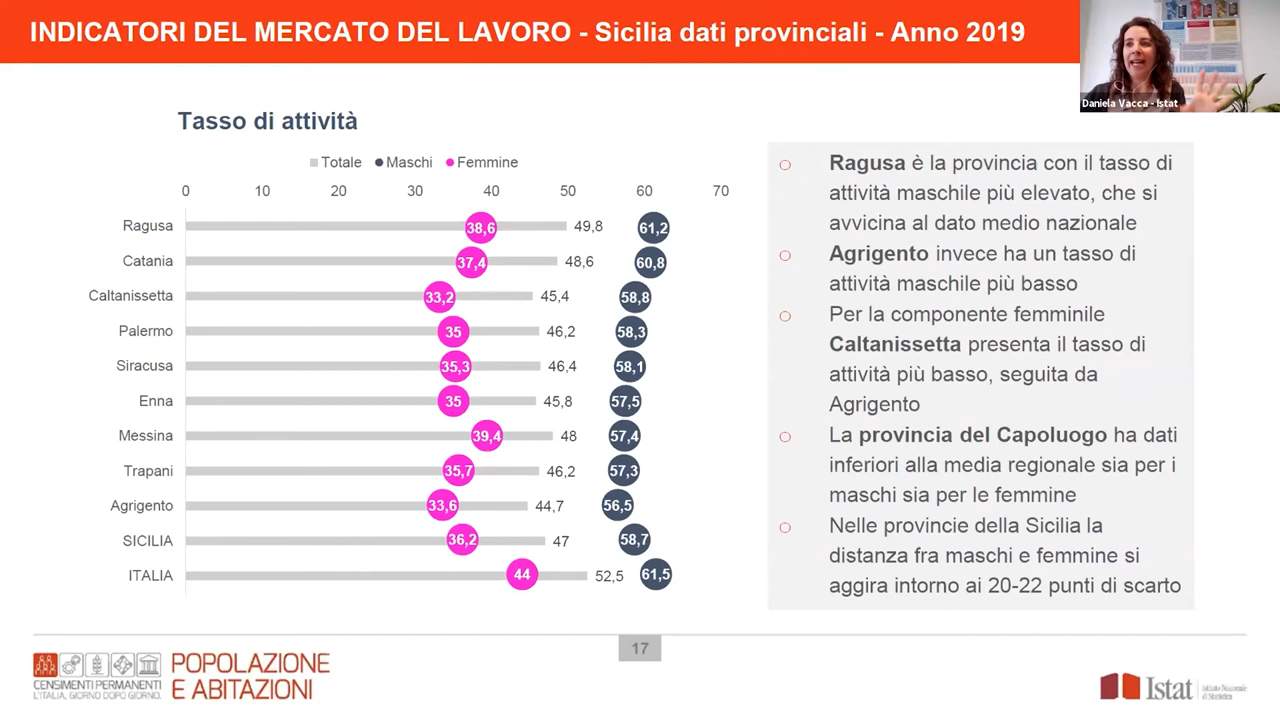 INDICATORI DEL MERCATO DEL LAVORO - Sicilia dati provinciali - Anno 2019
Daniela Vacca - Istat
Tasso di attività
Totale Maschi Femmine
0 10 20 30 40 50 60 70
Ragusa 38,6 49,8 61,2
Catania 37,4 48,6 60,8
Caltanissetta 33,2 45,4 58,8
Palermo 35 46,2 58,3
Siracusa 35,3 46,4 58,1
Enna 35 45,8 57,5
Messina 39,4 48 57,4
Trapani 35,7 46,2 57,3
Agrigento 33,6 44,7 56,5
SICILIA 36,2 47 58,7
ITALIA 44 52,5 61,5
Ragusa è la provincia con il tasso di
attività maschile più elevato, che si
avvicina al dato medio nazionale
Agrigento invece ha un tasso di
attività maschile più basso
Per la componente femminile
Caltanissetta presenta il tasso di
attività più basso, seguita da
Agrigento
La provincia del Capoluogo ha dati
inferiori alla media regionale sia per i
maschi sia per le femmine
Nelle provincie della Sicilia la
distanza fra maschi e femmine si
aggira intorno ai 20-22 punti di scarto
17
CENSIMENTI PERMANENTI
L'ITALIA, GIORNO DOPO GIORNO.
POPOLAZIONE
E ABITAZIONI
Istat
Istituto Nazionale
di Statistica